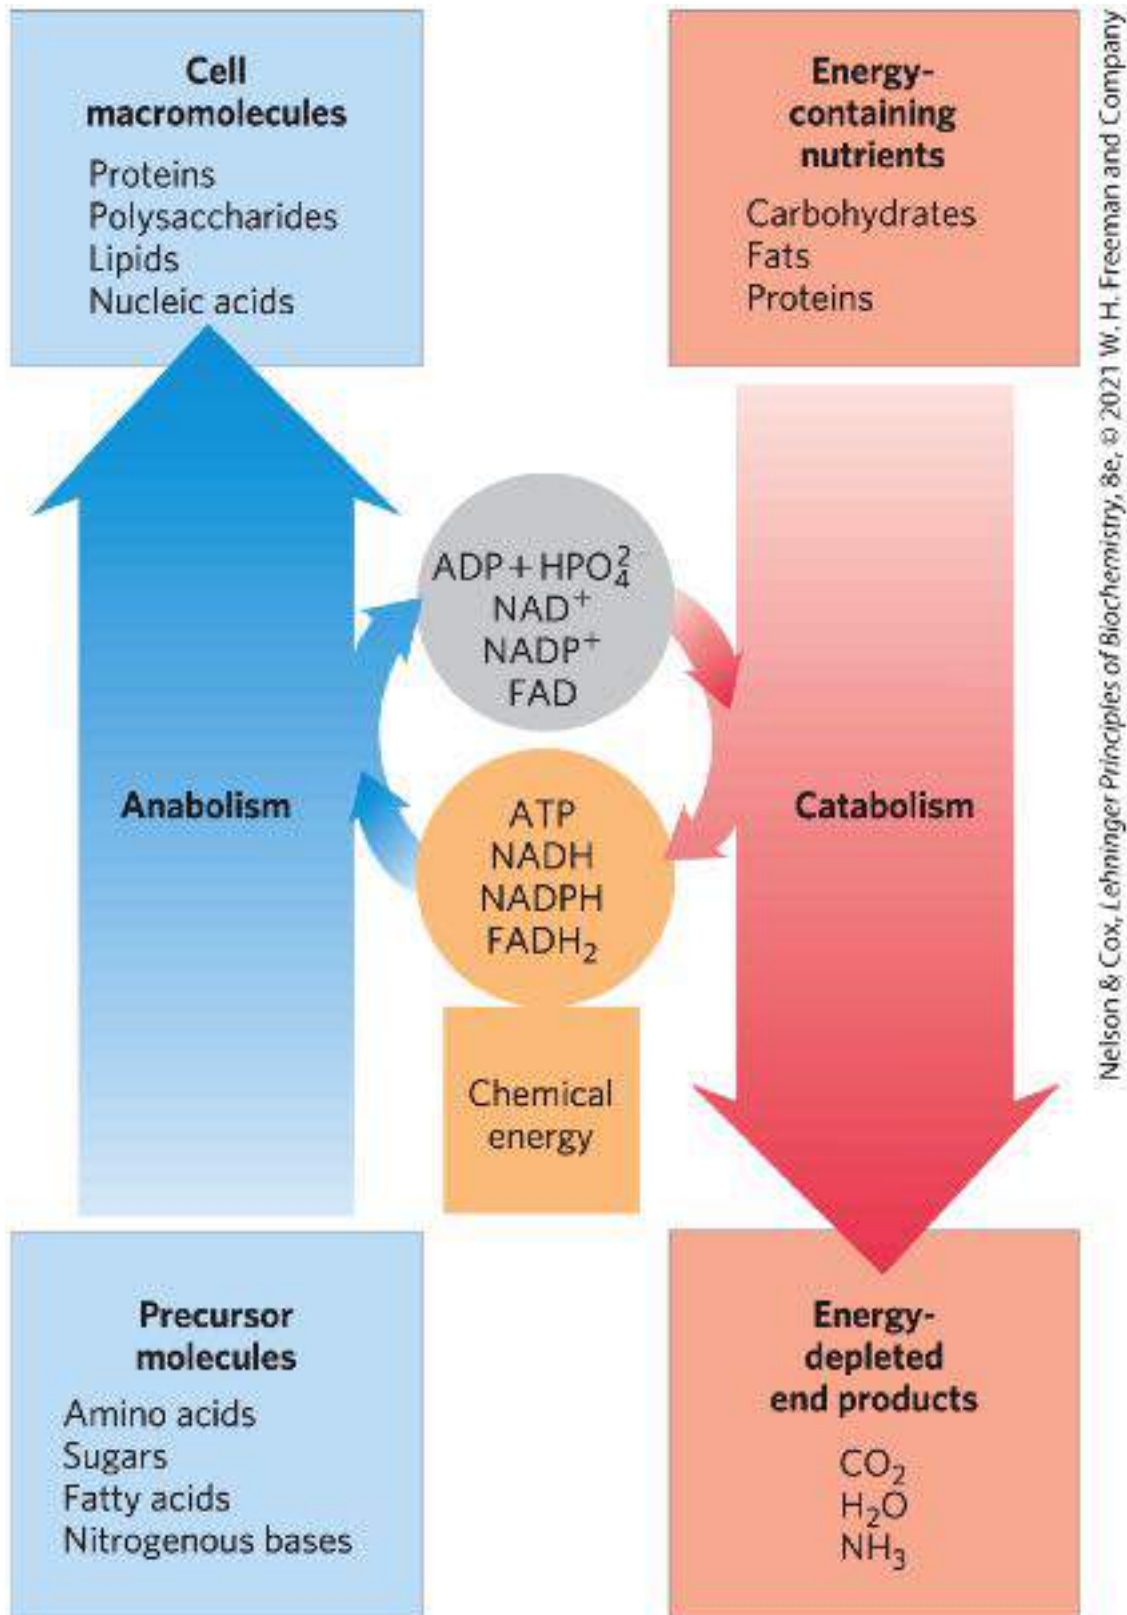 Cell
macromolecules
Proteins
Polysaccharides
Lipids
Nucleic acids
Energy-
containing
nutrients
Carbohydrates
Fats
Proteins
ADP + HPO₄²⁻
NAD⁺
NADP⁺
FAD
Anabolism
ATP
NADH
NADPH
FADH₂
Catabolism
Chemical
energy
Precursor
molecules
Amino acids
Sugars
Fatty acids
Nitrogenous bases
Energy-
depleted
end products
CO₂
H₂O
NH₃
Nelson & Cox, Lehninger Principles of Biochemistry, 8e, © 2021 W. H. Freeman and Company